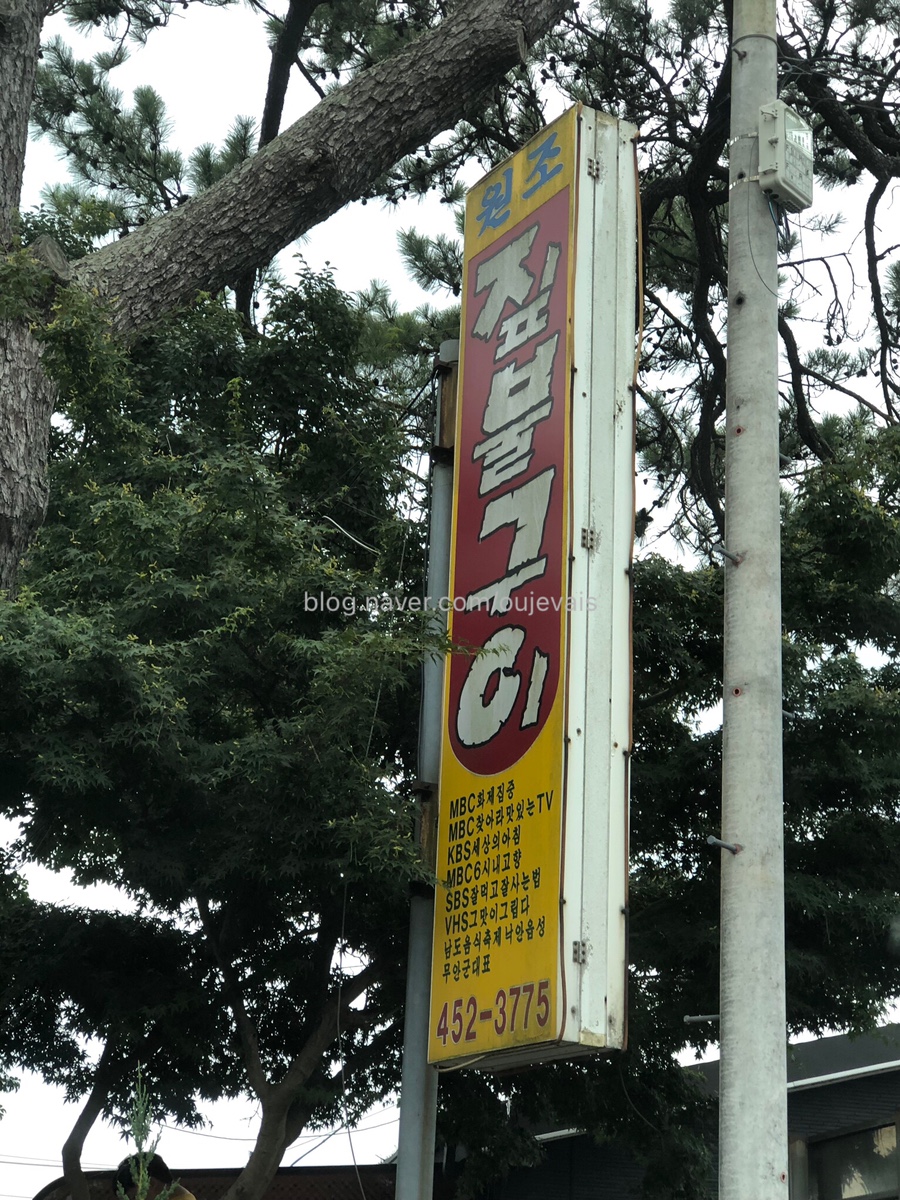 원조
짚불구이
MBC화제집중
MBC찾아라맛있는TV
KBS세상의아침
MBC6시내고향
SBS잘먹고잘사는법
VHS그맛이그립다
남도음식축제낙안읍성
무안군대표
452-3775
blog.naver.com/oujevais